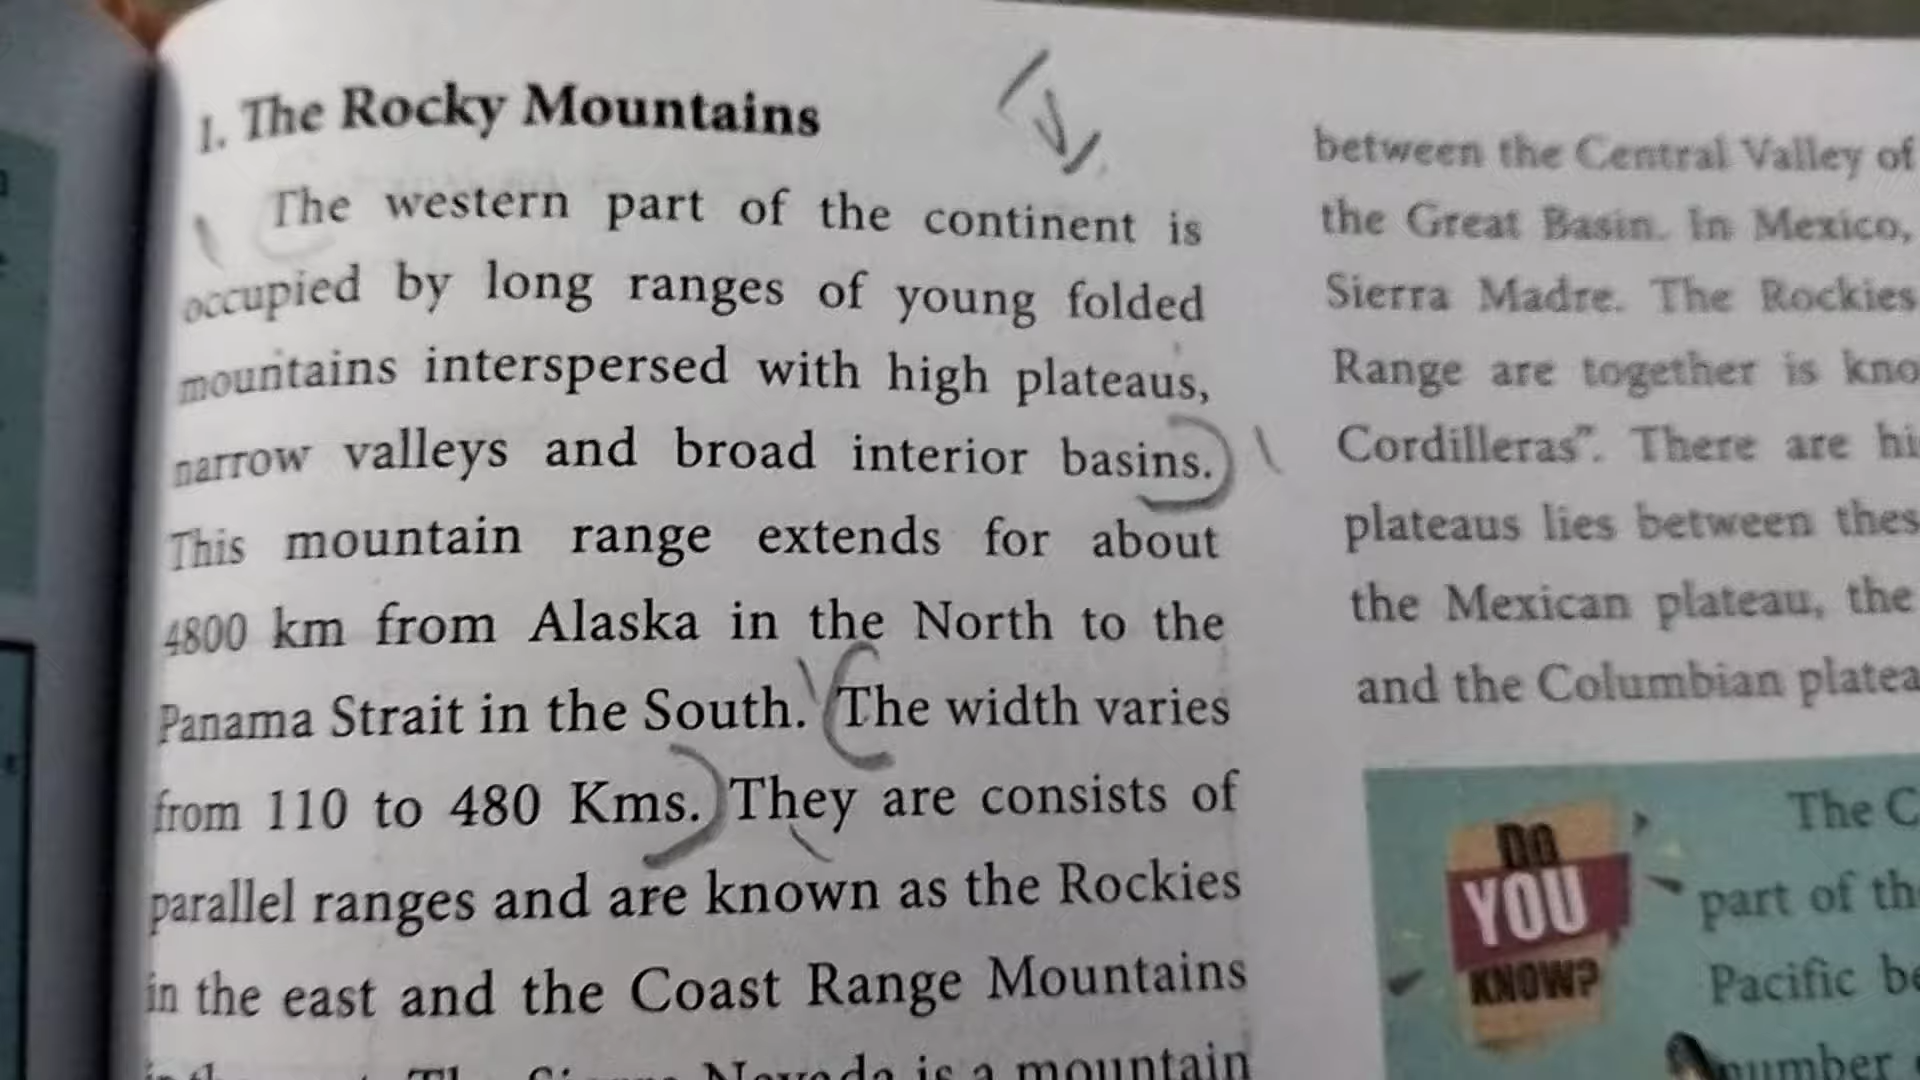 1. The Rocky Mountains
The western part of the continent is
occupied by long ranges of young folded
mountains interspersed with high plateaus,
narrow valleys and broad interior basins.
This mountain range extends for about
4800 km from Alaska in the North to the
Panama Strait in the South. The width varies
from 110 to 480 Kms. They are consists of
parallel ranges and are known as the Rockies
in the east and the Coast Range Mountains
Nevada is a mountain
between the Central Valley of
the Great Basin. In Mexico,
Sierra Madre. The Rockies
Range are together is kno
Cordilleras”. There are hi
plateaus lies between thes
the Mexican plateau, the
and the Columbian platea
DO
YOU
KNOW?
The C
part of th
Pacific be
number